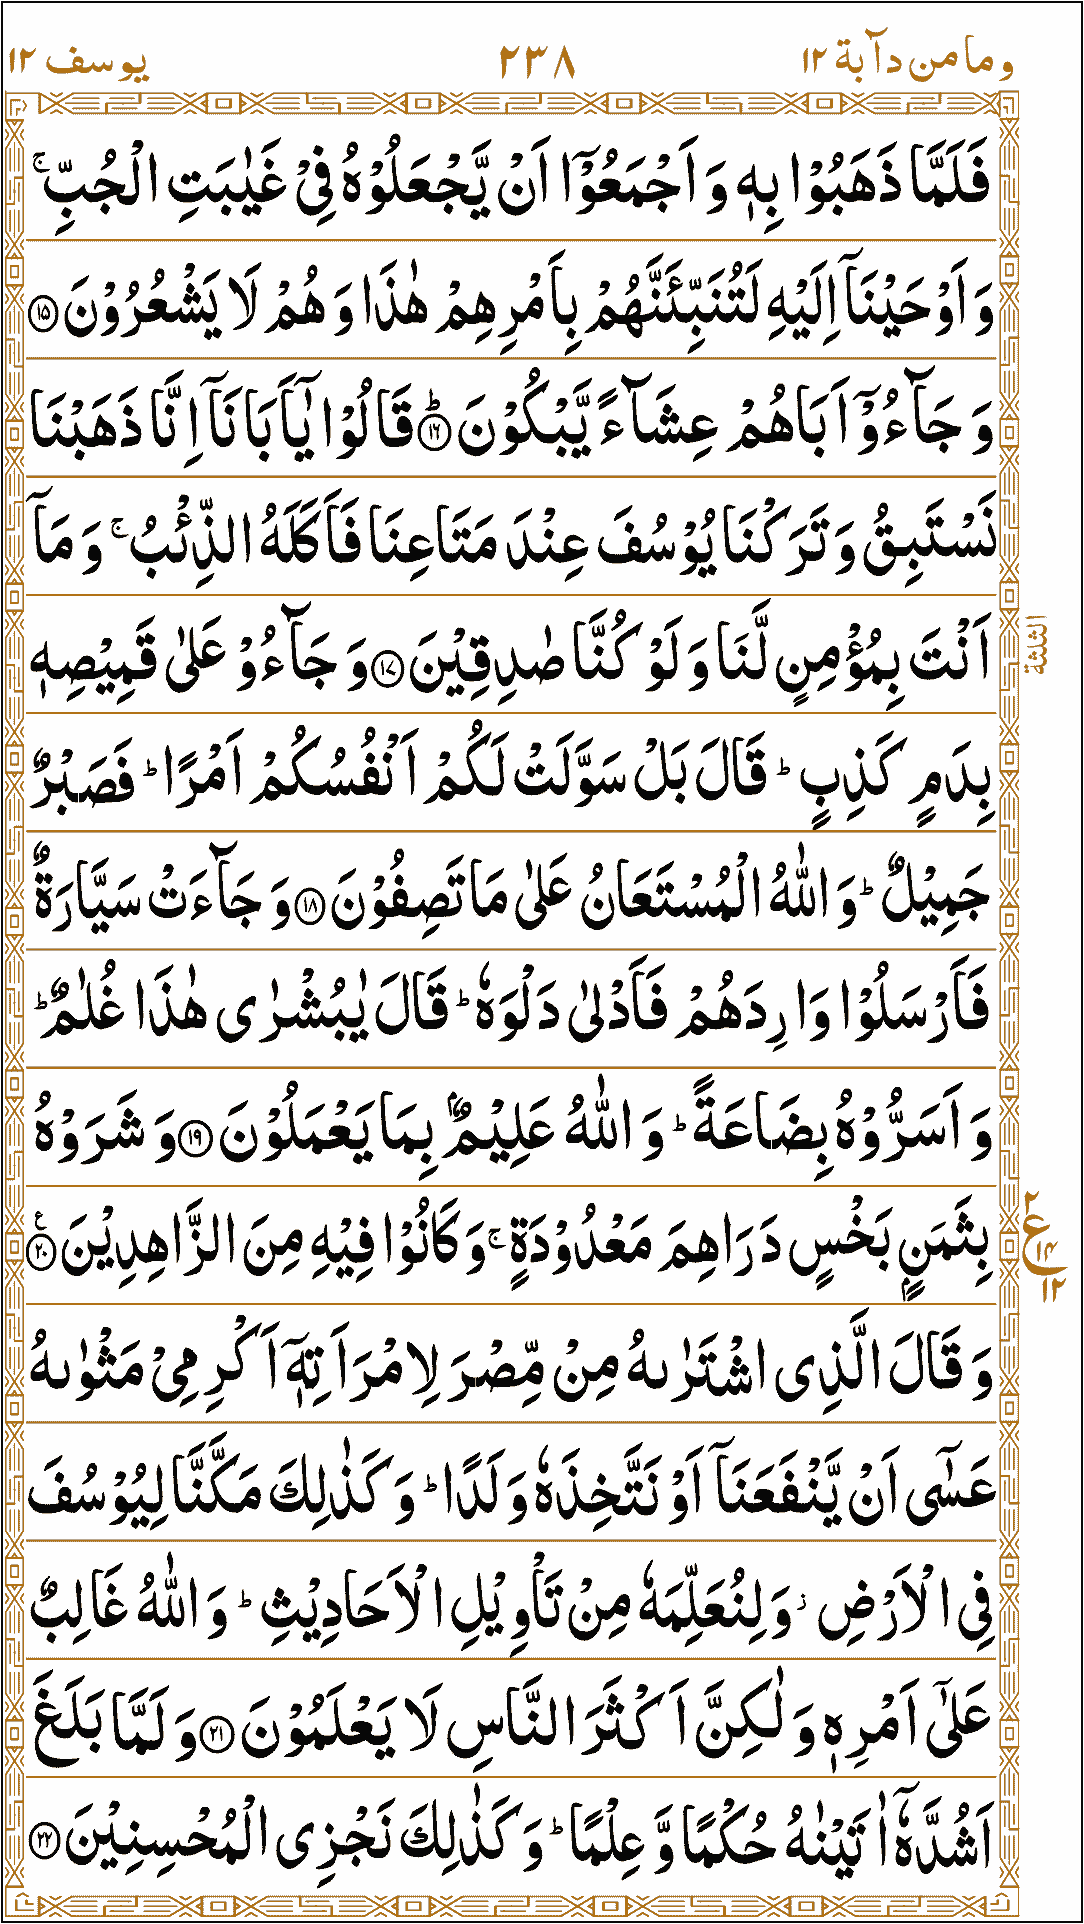 وما من دآبة ١٢ ٢٣٨ يوسف ١٢
فَلَمَّا ذَهَبُوْا بِهٖ وَ اَجْمَعُوْۤا اَنْ يَّجْعَلُوْهُ فِيْ غَيٰبَتِ الْجُبِّ ۚ
وَ اَوْحَيْنَاۤ اِلَيْهِ لَتُنَبِّئَنَّهُمْ بِاَمْرِهِمْ هٰذَا وَ هُمْ لَا يَشْعُرُوْنَ ﴿۱۵﴾
وَ جَآءُوْۤ اَبَاهُمْ عِشَآءً يَّبْكُوْنَ ؕ﴿۱۶﴾ قَالُوْا يٰۤاَبَانَاۤ اِنَّا ذَهَبْنَا
نَسْتَبِقُ وَ تَرَكْنَا يُوْسُفَ عِنْدَ مَتَاعِنَا فَاَكَلَهُ الذِّئْبُ ۚ وَ مَاۤ
اَنْتَ بِمُؤْمِنٍ لَّنَا وَ لَوْ كُنَّا صٰدِقِيْنَ ﴿۱۷﴾ وَ جَآءُوْ عَلٰى قَمِيْصِهٖ
الثلثة
بِدَمٍ كَذِبٍ ؕ قَالَ بَلْ سَوَّلَتْ لَكُمْ اَنْفُسُكُمْ اَمْرًا ؕ فَصَبْرٌ
جَمِيْلٌ ؕ وَ اللّٰهُ الْمُسْتَعَانُ عَلٰى مَا تَصِفُوْنَ ﴿۱۸﴾ وَ جَآءَتْ سَيَّارَةٌ
فَاَرْسَلُوْا وَارِدَهُمْ فَاَدْلٰى دَلْوَهٗ ؕ قَالَ يٰبُشْرٰى هٰذَا غُلٰمٌ ؕ
وَ اَسَرُّوْهُ بِضَاعَةً ؕ وَ اللّٰهُ عَلِيْمٌۢ بِمَا يَعْمَلُوْنَ ﴿۱۹﴾ وَ شَرَوْهُ
بِثَمَنٍۭ بَخْسٍ دَرَاهِمَ مَعْدُوْدَةٍ ۚ وَ كَانُوْا فِيْهِ مِنَ الزَّاهِدِيْنَ ﴿۲۰﴾ ع
٢ ع ١٤ ١٢
وَ قَالَ الَّذِى اشْتَرٰىهُ مِنْ مِّصْرَ لِامْرَاَتِهٖۤ اَكْرِمِيْ مَثْوٰىهُ
عَسٰۤى اَنْ يَّنْفَعَنَاۤ اَوْ نَتَّخِذَهٗ وَلَدًا ؕ وَ كَذٰلِكَ مَكَّنَّا لِيُوْسُفَ
فِى الْاَرْضِ ؗ وَ لِنُعَلِّمَهٗ مِنْ تَاْوِيْلِ الْاَحَادِيْثِ ؕ وَ اللّٰهُ غَالِبٌ
عَلٰۤى اَمْرِهٖ وَ لٰكِنَّ اَكْثَرَ النَّاسِ لَا يَعْلَمُوْنَ ﴿۲۱﴾ وَ لَمَّا بَلَغَ
اَشُدَّهٗۤ اٰتَيْنٰهُ حُكْمًا وَّ عِلْمًا ؕ وَ كَذٰلِكَ نَجْزِى الْمُحْسِنِيْنَ ﴿۲۲﴾